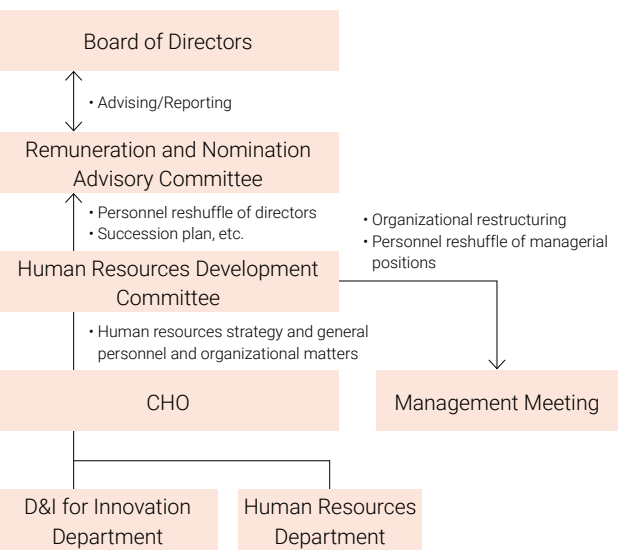 Board of Directors
• Advising/Reporting
Remuneration and Nomination
Advisory Committee
• Personnel reshuffle of directors
• Succession plan, etc.
• Organizational restructuring
• Personnel reshuffle of managerial
positions
Human Resources Development
Committee
• Human resources strategy and general
personnel and organizational matters
CHO
Management Meeting
D&I for Innovation
Department
Human Resources
Department